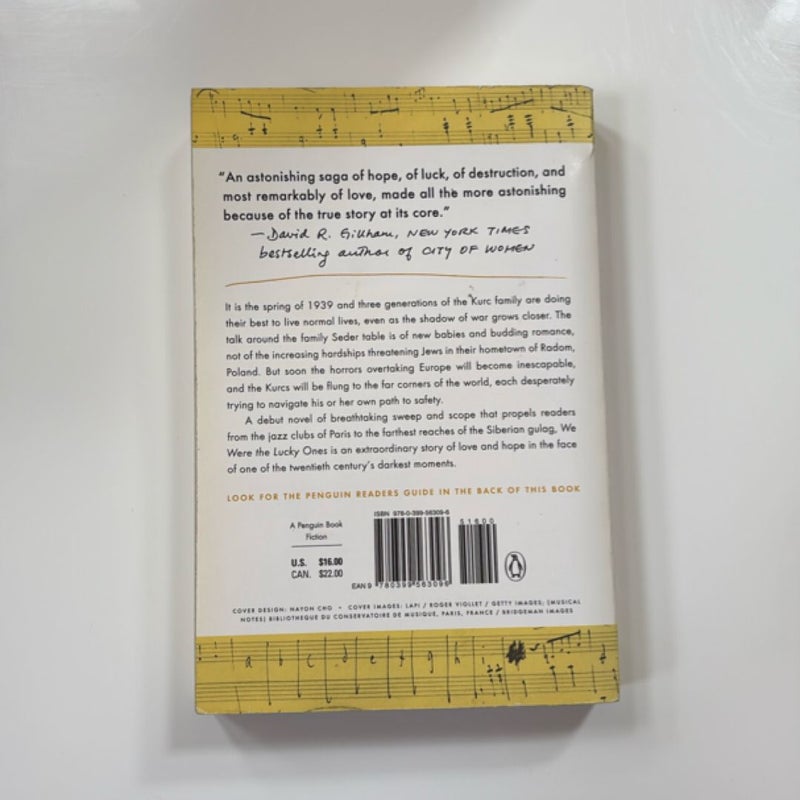 “An astonishing saga of hope, of luck, of destruction, and
most remarkably of love, made all the more astonishing
because of the true story at its core.”
—David R. Gillham, NEW YORK TIMES
bestselling author of CITY OF WOMEN
It is the spring of 1939 and three generations of the Kurc family are doing
their best to live normal lives, even as the shadow of war grows closer. The
talk around the family Seder table is of new babies and budding romance,
not of the increasing hardships threatening Jews in their hometown of Radom,
Poland. But soon the horrors overtaking Europe will become inescapable,
and the Kurcs will be flung to the far corners of the world, each desperately
trying to navigate his or her own path to safety.
A debut novel of breathtaking sweep and scope that propels readers
from the jazz clubs of Paris to the farthest reaches of the Siberian gulag, We
Were the Lucky Ones is an extraordinary story of love and hope in the face
of one of the twentieth century’s darkest moments.
LOOK FOR THE PENGUIN READERS GUIDE IN THE BACK OF THIS BOOK
A Penguin Book
Fiction
U.S. $16.00
CAN. $22.00
ISBN 978-0-399-56309-6
51600
EAN 9 780399 563096
COVER DESIGN: NAYON CHO • COVER IMAGES: LAPI / ROGER VIOLLET / GETTY IMAGES; (MUSICAL
NOTES) BIBLIOTHEQUE DU CONSERVATOIRE DE MUSIQUE, PARIS, FRANCE / BRIDGEMAN IMAGES
a b c d e f g h i